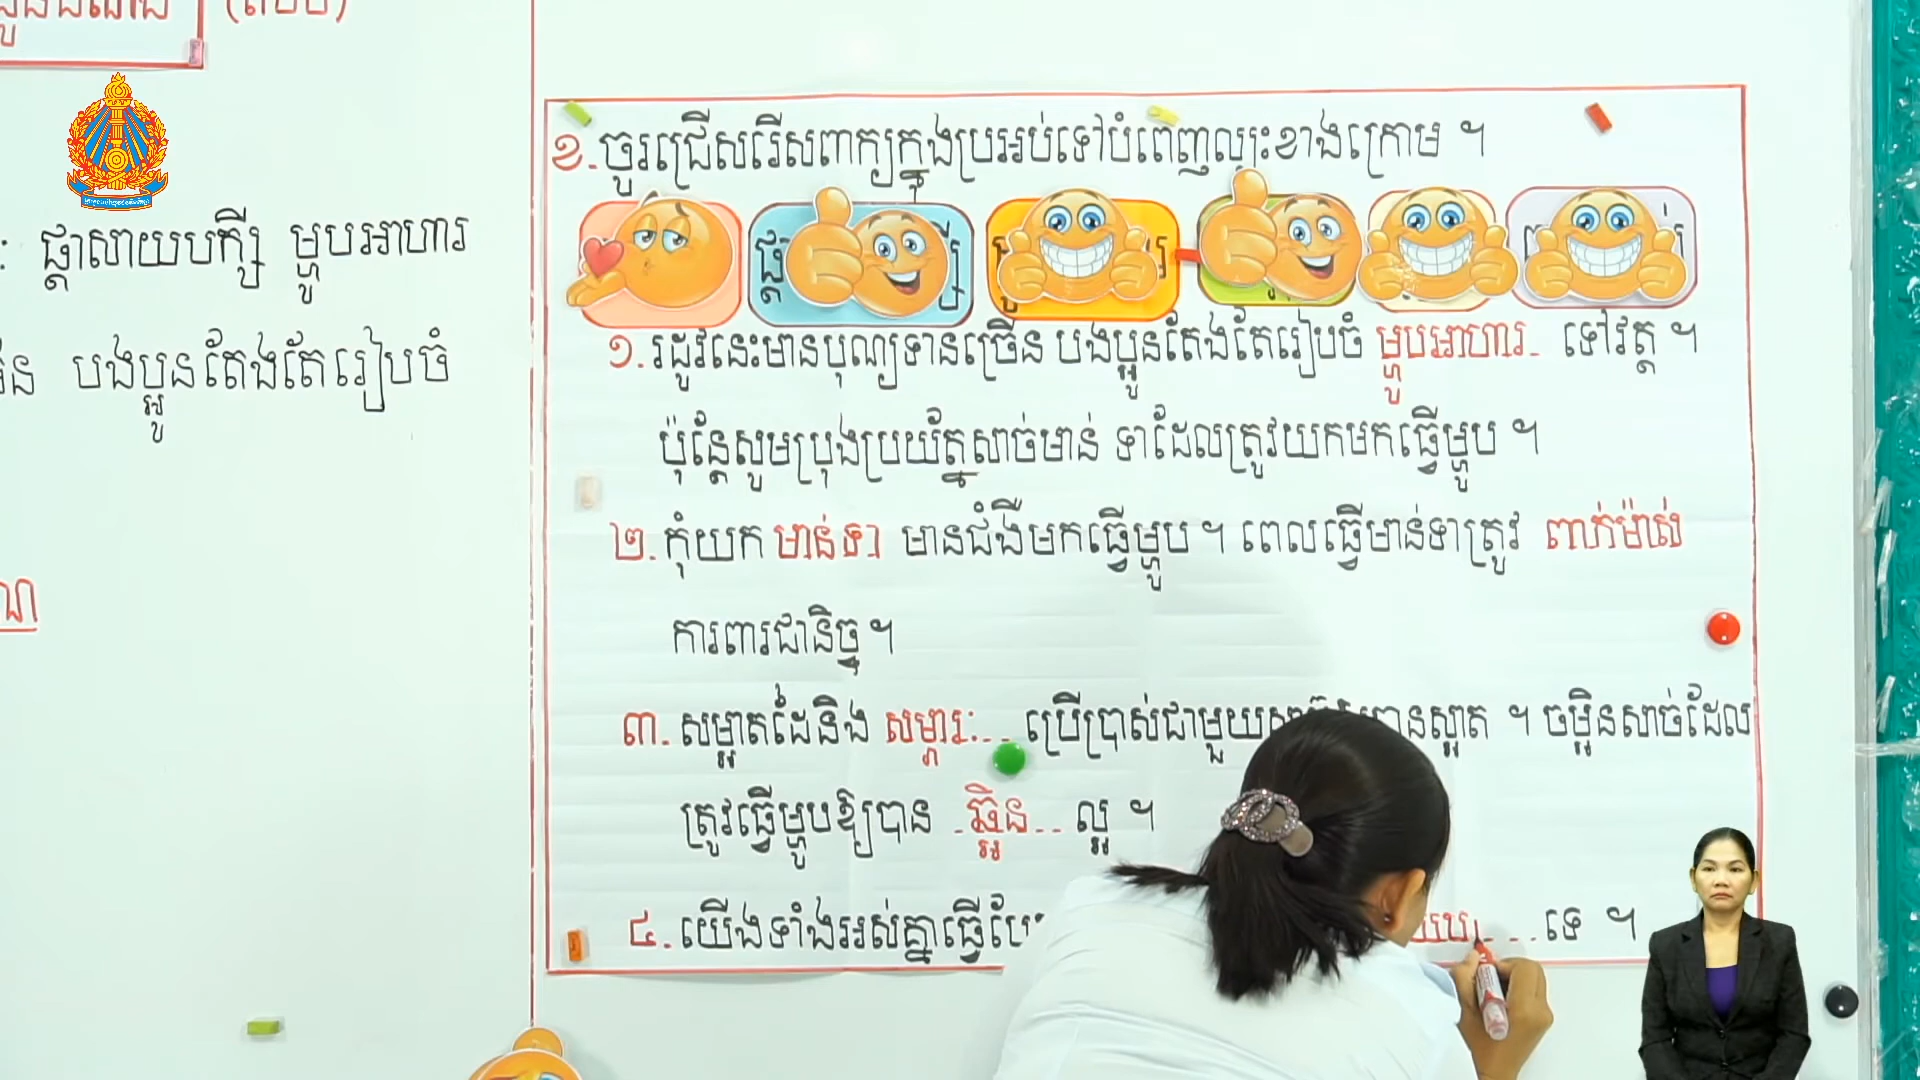 (តប៉ប)
ផ្ដាសាយបក្សី ម្ហូបអាហារ
បងប្អូនតែងតែរៀបចំ
ខ. ចូរជ្រើសរើសពាក្យក្នុងប្រអប់ទៅបំពេញល្បះខាងក្រោម ។
១. រដូវនេះមានបុណ្យទានច្រើន បងប្អូនតែងតែរៀបចំ ម្ហូបអាហារ ទៅវត្ត ។
ប៉ុន្តែសូមប្រុងប្រយ័ត្នសាច់មាន់ ទាដែលត្រូវយកមកធ្វើម្ហូប ។
២. កុំយក មាន់ទា មានជំងឺមកធ្វើម្ហូប ។ ពេលធ្វើមាន់ទាត្រូវ ពាក់ម៉ាស់
ការពារជានិច្ច ។
៣. សម្អាតដៃនិង សម្ភារៈ ប្រើប្រាស់ជាមួយ បានស្អាត ។ ចម្អិនសាច់ដែល
ត្រូវធ្វើម្ហូបឱ្យបាន ឆ្អិន ល្អ ។
៤. យើងទាំងអស់គ្នាធ្វើបែ ទេ ។